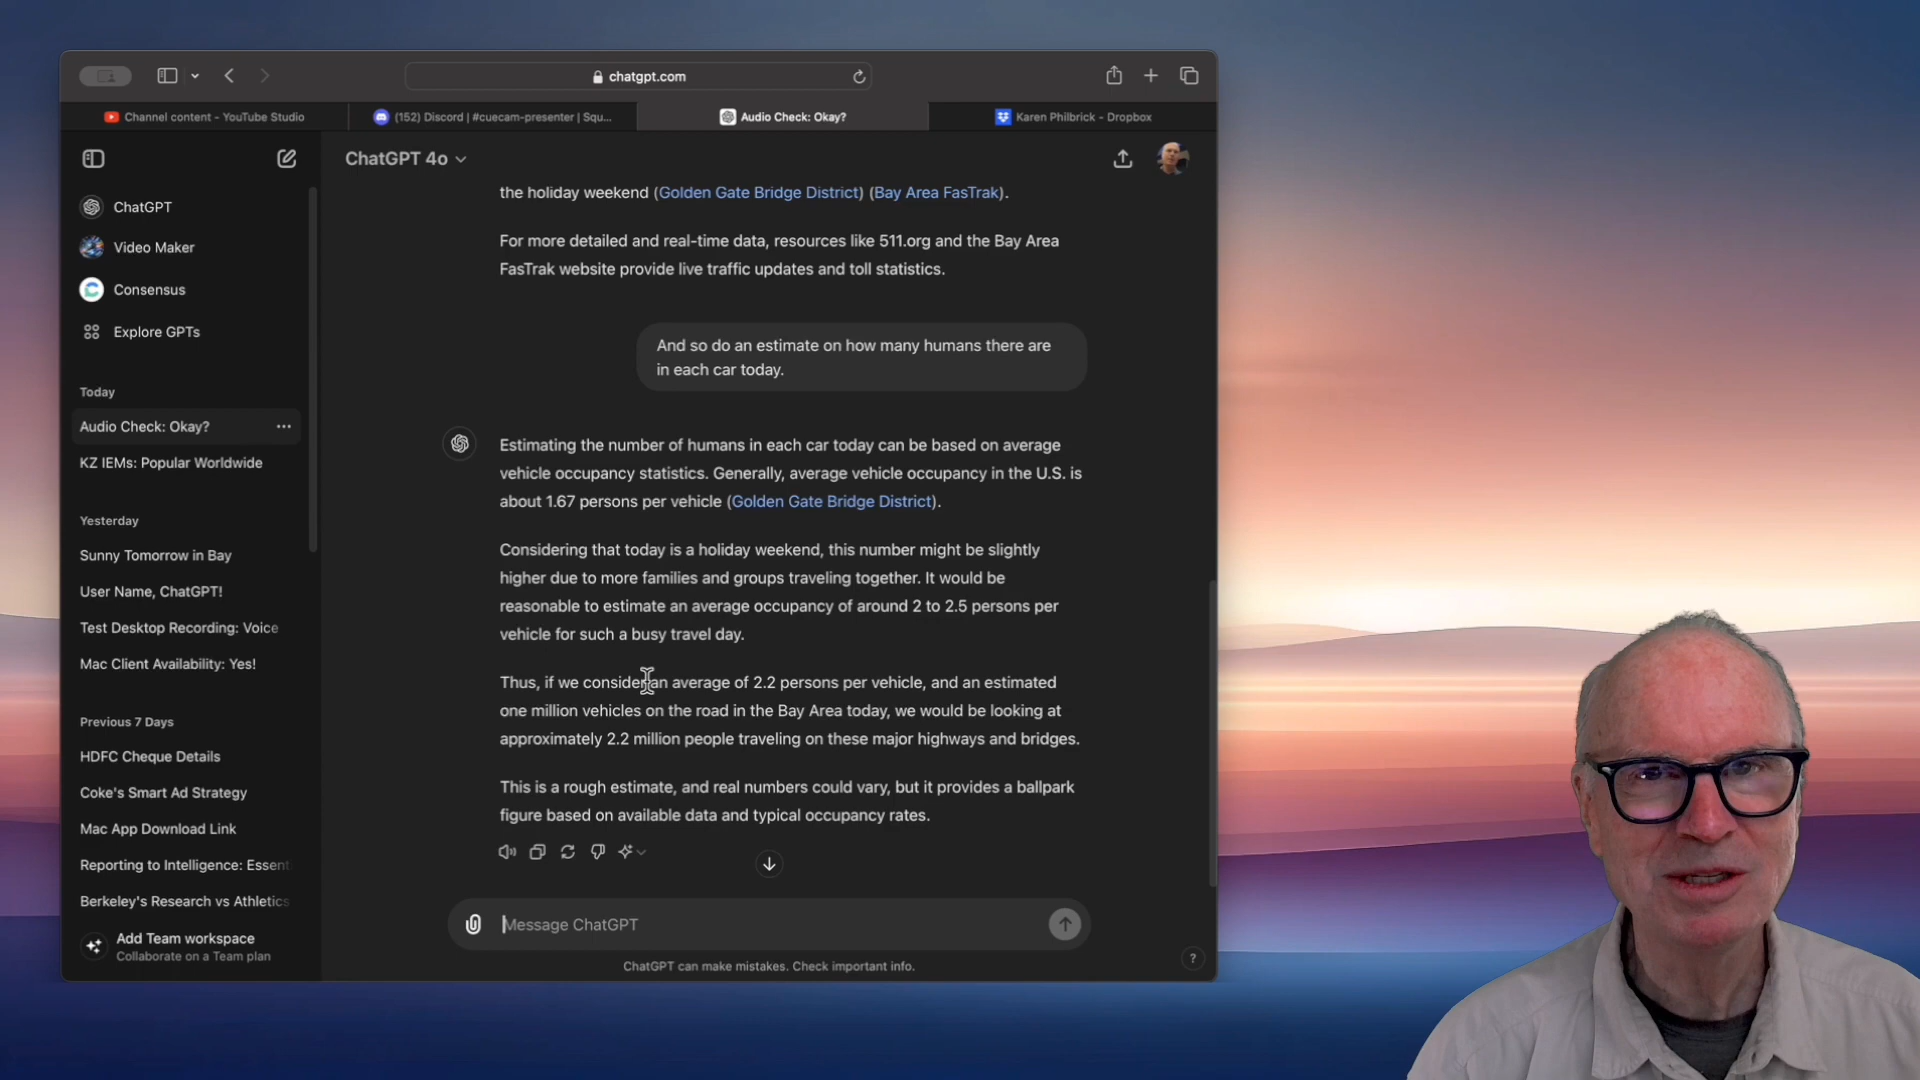 chatgpt.com
Channel content - YouTube Studio
(152) Discord | #cuecam-presenter | Squ...
Audio Check: Okay?
Karen Philbrick - Dropbox
ChatGPT
Video Maker
Consensus
Explore GPTs
Today
Audio Check: Okay?
KZ IEMs: Popular Worldwide
Yesterday
Sunny Tomorrow in Bay
User Name, ChatGPT!
Test Desktop Recording: Voice
Mac Client Availability: Yes!
Previous 7 Days
HDFC Cheque Details
Coke's Smart Ad Strategy
Mac App Download Link
Reporting to Intelligence: Essent
Berkeley's Research vs Athletics
Add Team workspace
Collaborate on a Team plan
ChatGPT 4o
the holiday weekend (Golden Gate Bridge District) (Bay Area FasTrak).
For more detailed and real-time data, resources like 511.org and the Bay Area
FasTrak website provide live traffic updates and toll statistics.
And so do an estimate on how many humans there are
in each car today.
Estimating the number of humans in each car today can be based on average
vehicle occupancy statistics. Generally, average vehicle occupancy in the U.S. is
about 1.67 persons per vehicle (Golden Gate Bridge District).
Considering that today is a holiday weekend, this number might be slightly
higher due to more families and groups traveling together. It would be
reasonable to estimate an average occupancy of around 2 to 2.5 persons per
vehicle for such a busy travel day.
Thus, if we consider an average of 2.2 persons per vehicle, and an estimated
one million vehicles on the road in the Bay Area today, we would be looking at
approximately 2.2 million people traveling on these major highways and bridges.
This is a rough estimate, and real numbers could vary, but it provides a ballpark
figure based on available data and typical occupancy rates.
Message ChatGPT
ChatGPT can make mistakes. Check important info.
?